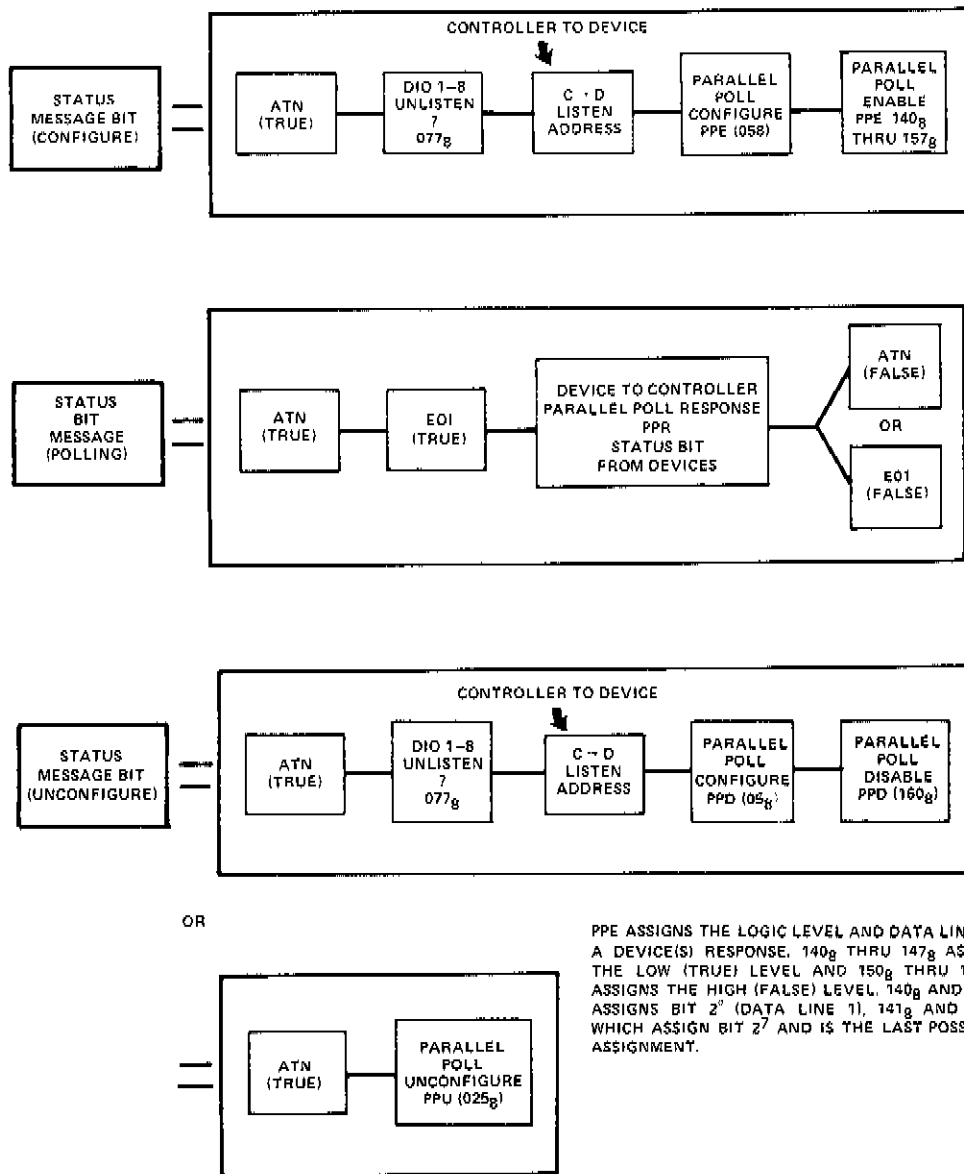 CONTROLLER TO DEVICE
STATUS
MESSAGE BIT
(CONFIGURE)
ATN
(TRUE)
DIO 1-8
UNLISTEN
?
077₈
C - D
LISTEN
ADDRESS
PARALLEL
POLL
CONFIGURE
PPE (058)
PARALLEL
POLL
ENABLE
PPE 140₈
THRU 157₈
STATUS
BIT
MESSAGE
(POLLING)
ATN
(TRUE)
EOI
(TRUE)
DEVICE TO CONTROLLER
PARALLEL POLL RESPONSE
PPR
STATUS BIT
FROM DEVICES
ATN
(FALSE)
OR
E01
(FALSE)
CONTROLLER TO DEVICE
STATUS
MESSAGE BIT
(UNCONFIGURE)
ATN
(TRUE)
DIO 1-8
UNLISTEN
?
077₈
C - D
LISTEN
ADDRESS
PARALLEL
POLL
CONFIGURE
PPD (05₈)
PARALLEL
POLL
DISABLE
PPD (160₈)
OR
ATN
(TRUE)
PARALLEL
POLL
UNCONFIGURE
PPU (025₈)
PPE ASSIGNS THE LOGIC LEVEL AND DATA LIN
A DEVICE(S) RESPONSE. 140₈ THRU 147₈ AS
THE LOW (TRUE) LEVEL AND 150₈ THRU 1
ASSIGNS THE HIGH (FALSE) LEVEL. 140₈ AND
ASSIGNS BIT 2⁰ (DATA LINE 1), 141₈ AND
WHICH ASSIGN BIT 2⁷ AND IS THE LAST POSS
ASSIGNMENT.